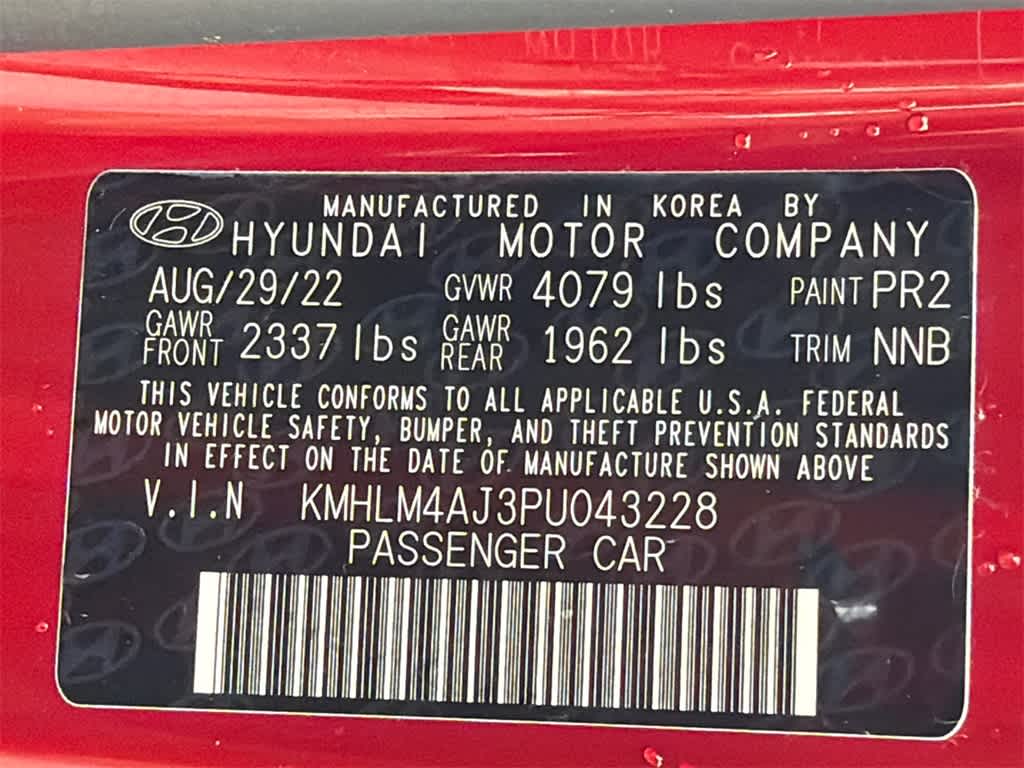 MANUFACTURED IN KOREA BY
HYUNDAI MOTOR COMPANY
AUG/29/22 GVWR 4079 lbs PAINT PR2
GAWR FRONT 2337 lbs GAWR REAR 1962 lbs TRIM NNB
THIS VEHICLE CONFORMS TO ALL APPLICABLE U.S.A. FEDERAL
MOTOR VEHICLE SAFETY, BUMPER, AND THEFT PREVENTION STANDARDS
IN EFFECT ON THE DATE OF MANUFACTURE SHOWN ABOVE
V.I.N KMHLM4AJ3PU043228
PASSENGER CAR